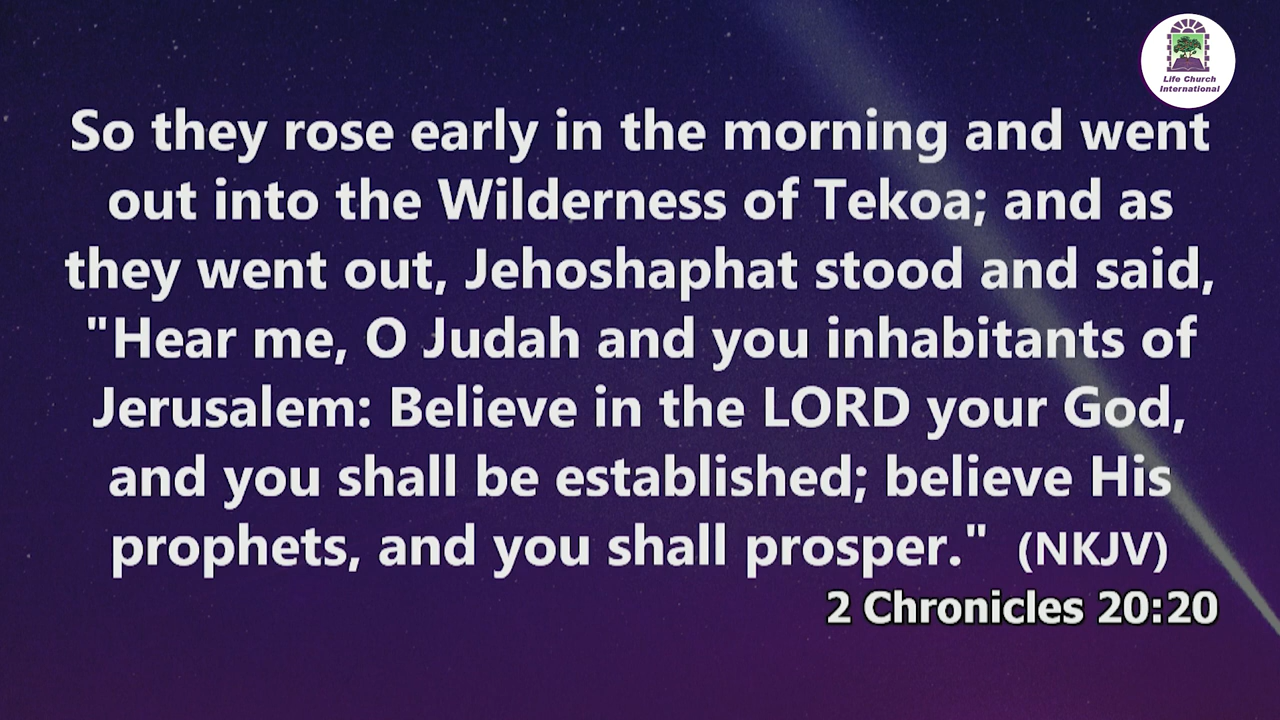 Life Church
International
So they rose early in the morning and went
out into the Wilderness of Tekoa; and as
they went out, Jehoshaphat stood and said,
"Hear me, O Judah and you inhabitants of
Jerusalem: Believe in the LORD your God,
and you shall be established; believe His
prophets, and you shall prosper." (NKJV)
2 Chronicles 20:20